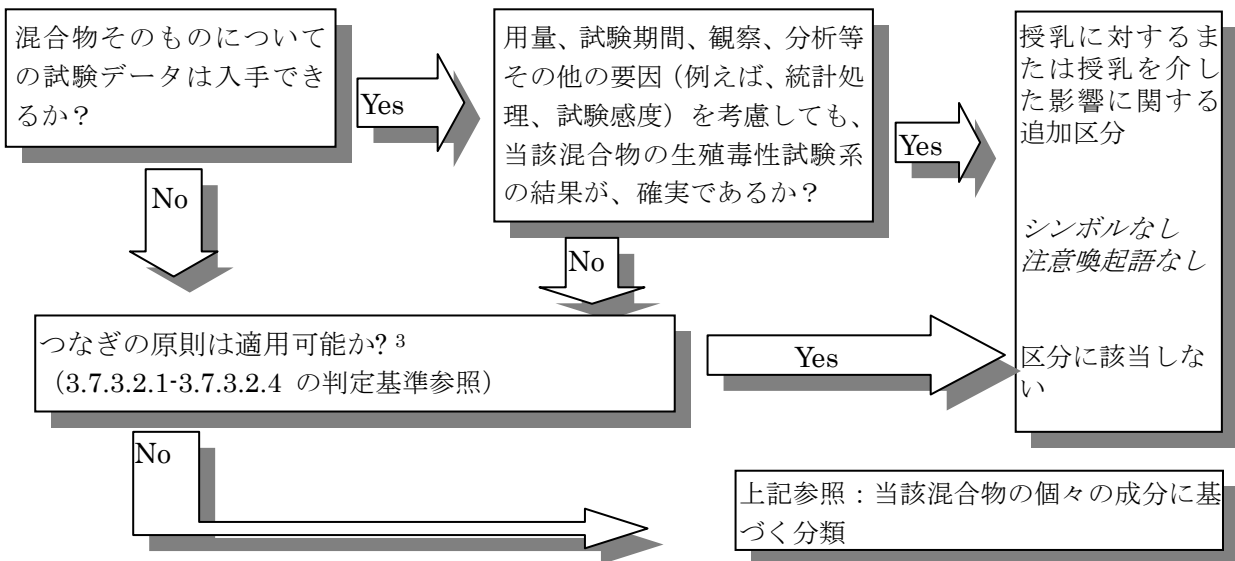 混合物そのものについて
の試験データは入手でき
るか？
Yes
用量、試験期間、観察、分析等
その他の要因（例えば、統計処
理、試験感度）を考慮しても、
当該混合物の生殖毒性試験系
の結果が、確実であるか？
Yes
授乳に対するま
たは授乳を介し
た影響に関する
追加区分
シンボルなし
注意喚起語なし
区分に該当しな
い
No
No
つなぎの原則は適用可能か? 3
（3.7.3.2.1-3.7.3.2.4 の判定基準参照）
Yes
No
上記参照：当該混合物の個々の成分に基
づく分類